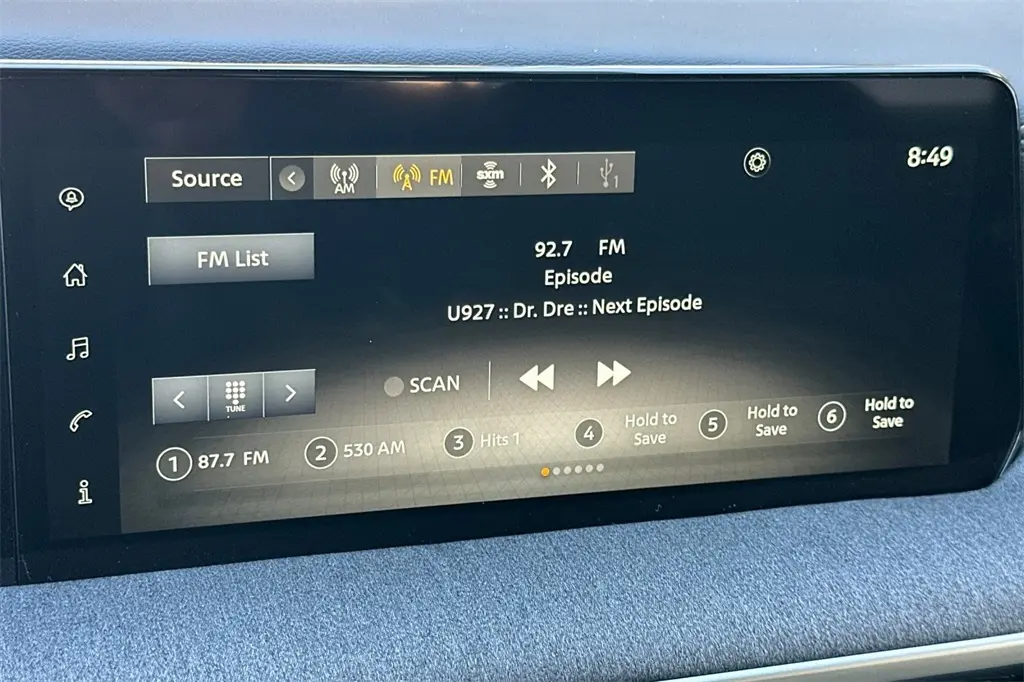 Source
AM
FM
sxm
1
8:49
FM List
92.7 FM
Episode
U927 :: Dr. Dre :: Next Episode
TUNE
SCAN
1 87.7 FM
2 530 AM
3 Hits 1
4 Hold to
Save
5 Hold to
Save
6 Hold to
Save